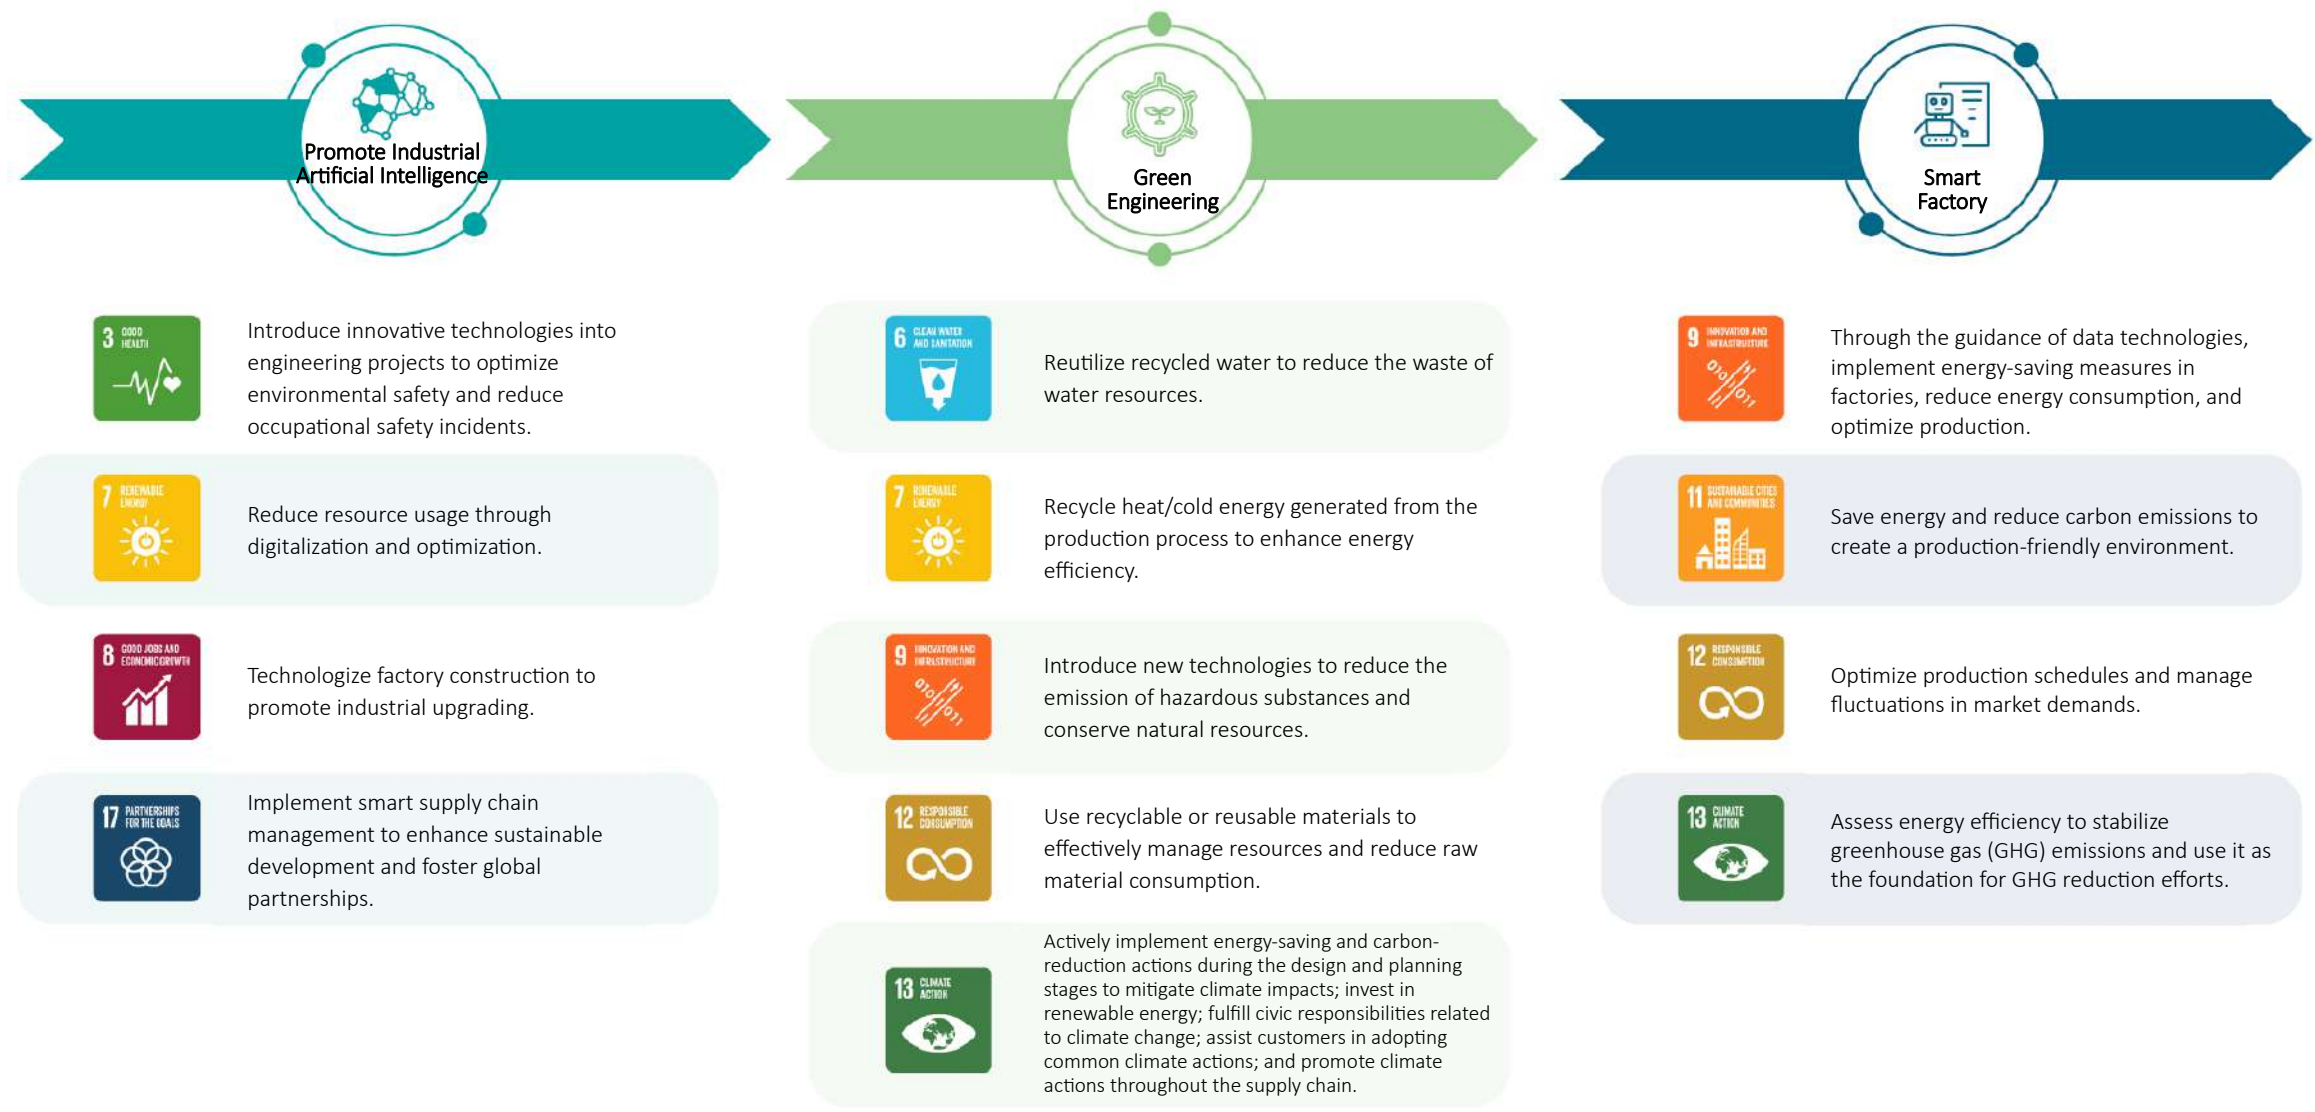 Promote Industrial
Artificial Intelligence
3 GOOD
HEALTH
Introduce innovative technologies into
engineering projects to optimize
environmental safety and reduce
occupational safety incidents.
7 RENEWABLE
ENERGY
Reduce resource usage through
digitalization and optimization.
8 GOOD JOBS AND
ECONOMIC GROWTH
Technologize factory construction to
promote industrial upgrading.
17 PARTNERSHIPS
FOR THE GOALS
Implement smart supply chain
management to enhance sustainable
development and foster global
partnerships.
Green
Engineering
6 CLEAN WATER
AND SANITATION
Reutilize recycled water to reduce the waste of
water resources.
7 RENEWABLE
ENERGY
Recycle heat/cold energy generated from the
production process to enhance energy
efficiency.
9 INNOVATION AND
INFRASTRUCTURE
Introduce new technologies to reduce the
emission of hazardous substances and
conserve natural resources.
12 RESPONSIBLE
CONSUMPTION
Use recyclable or reusable materials to
effectively manage resources and reduce raw
material consumption.
13 CLIMATE
ACTION
Actively implement energy-saving and carbon-
reduction actions during the design and planning
stages to mitigate climate impacts; invest in
renewable energy; fulfill civic responsibilities related
to climate change; assist customers in adopting
common climate actions; and promote climate
actions throughout the supply chain.
Smart
Factory
9 INNOVATION AND
INFRASTRUCTURE
Through the guidance of data technologies,
implement energy-saving measures in
factories, reduce energy consumption, and
optimize production.
11 SUSTAINABLE CITIES
AND COMMUNITIES
Save energy and reduce carbon emissions to
create a production-friendly environment.
12 RESPONSIBLE
CONSUMPTION
Optimize production schedules and manage
fluctuations in market demands.
13 CLIMATE
ACTION
Assess energy efficiency to stabilize
greenhouse gas (GHG) emissions and use it as
the foundation for GHG reduction efforts.